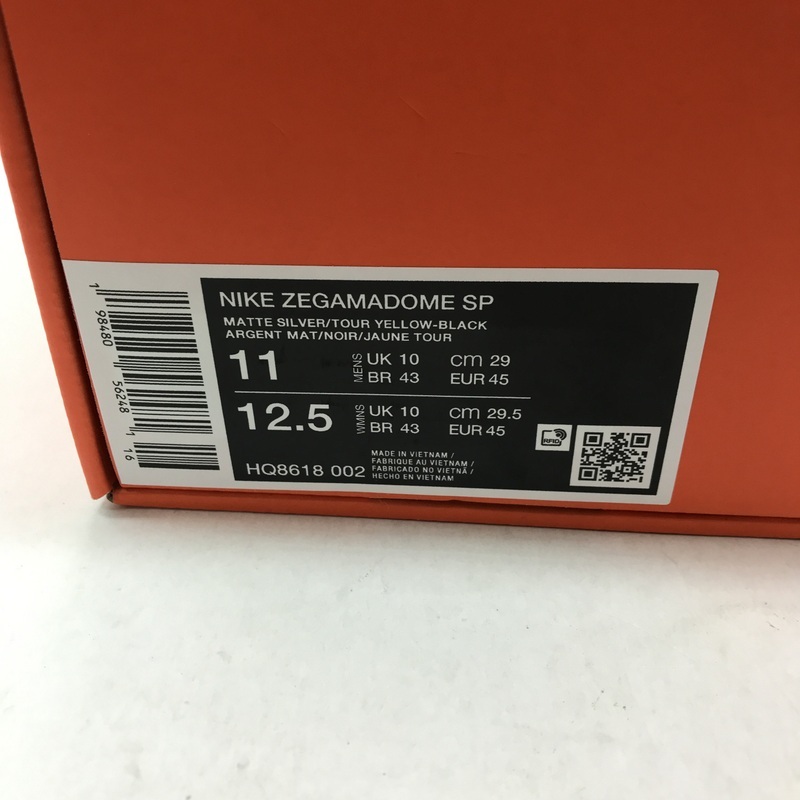 NIKE ZEGAMADOME SP
MATTE SILVER/TOUR YELLOW-BLACK
ARGENT MAT/NOIR/JAUNE TOUR
11 MENS UK 10 cm 29
BR 43 EUR 45
12.5 WMNS UK 10 cm 29.5
BR 43 EUR 45
HQ8618 002
MADE IN VIETNAM /
FABRIQUE AU VIETNAM /
FABRICADO NO VIETNÃ /
HECHO EN VIETNAM
RFID
1 98480 56248 1 16